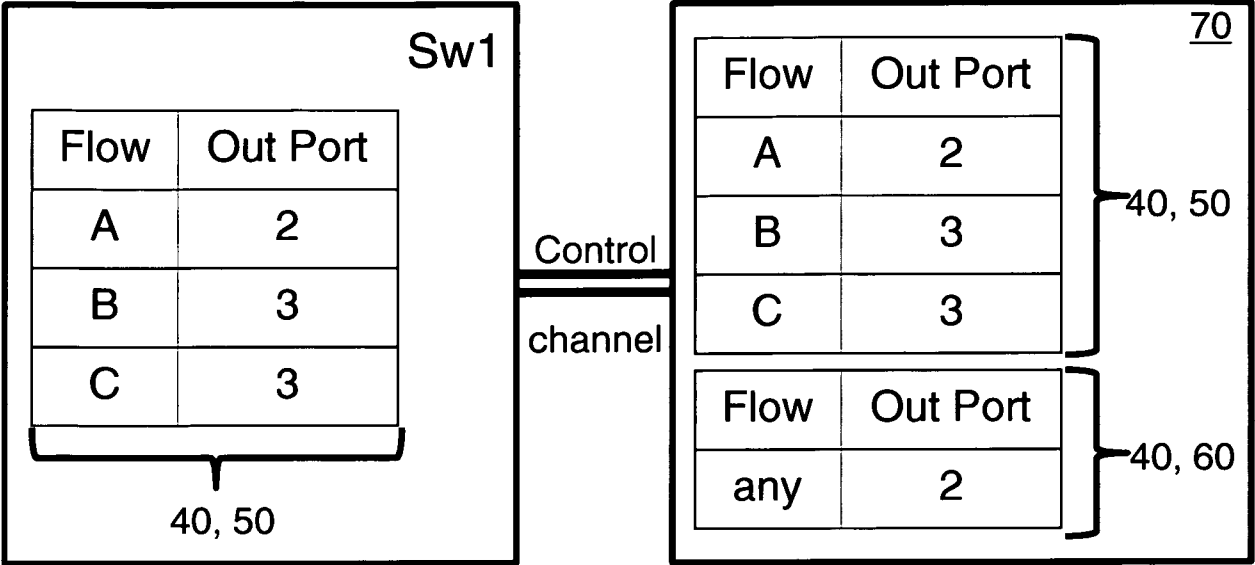 Sw1
Flow Out Port
A 2
B 3
C 3
40, 50
Control
channel
70
Flow Out Port
A 2
B 3
C 3
40, 50
Flow Out Port
any 2
40, 60